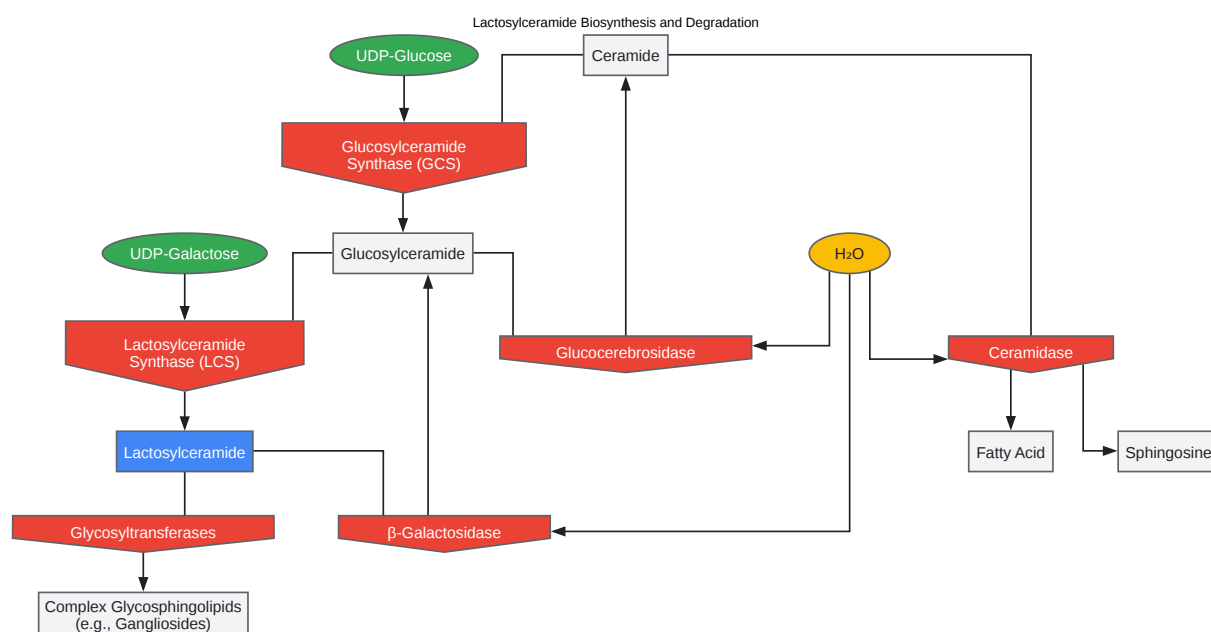 Lactosylceramide Biosynthesis and Degradation
UDP-Glucose
Ceramide
Glucosylceramide
Synthase (GCS)
UDP-Galactose
Glucosylceramide
H₂O
Lactosylceramide
Synthase (LCS)
Glucocerebrosidase
Ceramidase
Lactosylceramide
Fatty Acid
Sphingosine
Glycosyltransferases
β-Galactosidase
Complex Glycosphingolipids
(e.g., Gangliosides)